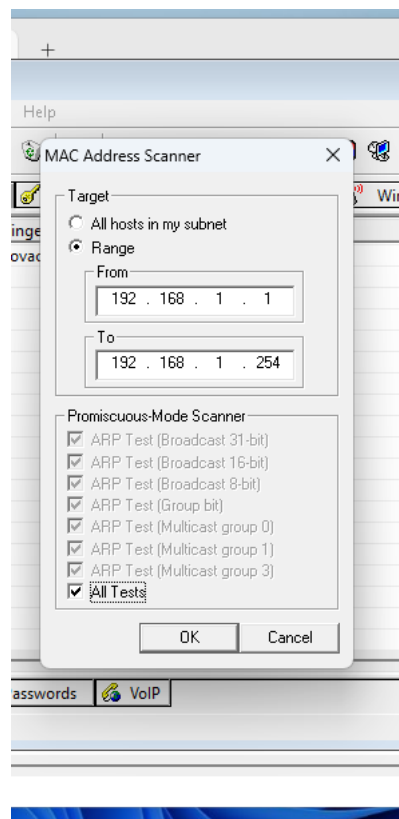 +
Help
MAC Address Scanner
Target
All hosts in my subnet
Range
From
192 . 168 . 1 . 1
To
192 . 168 . 1 . 254
Promiscuous-Mode Scanner
ARP Test (Broadcast 31-bit)
ARP Test (Broadcast 16-bit)
ARP Test (Broadcast 8-bit)
ARP Test (Group bit)
ARP Test (Multicast group 0)
ARP Test (Multicast group 1)
ARP Test (Multicast group 3)
All Tests
OK Cancel
asswords VoIP